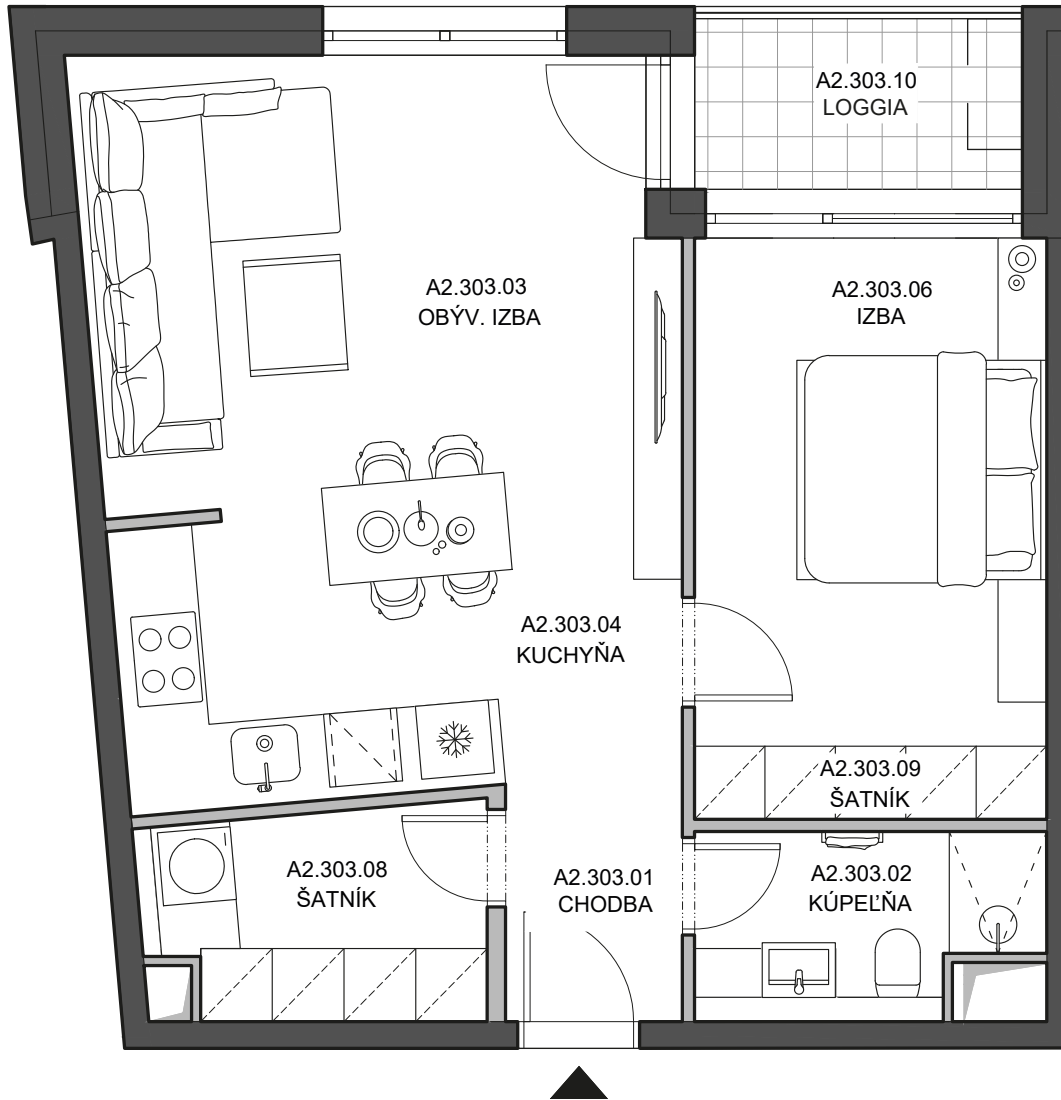 A2.303.10
LOGGIA
A2.303.03
OBÝV. IZBA
A2.303.06
IZBA
A2.303.04
KUCHYŇA
A2.303.09
ŠATNÍK
A2.303.08
ŠATNÍK
A2.303.01
CHODBA
A2.303.02
KÚPEĽŇA